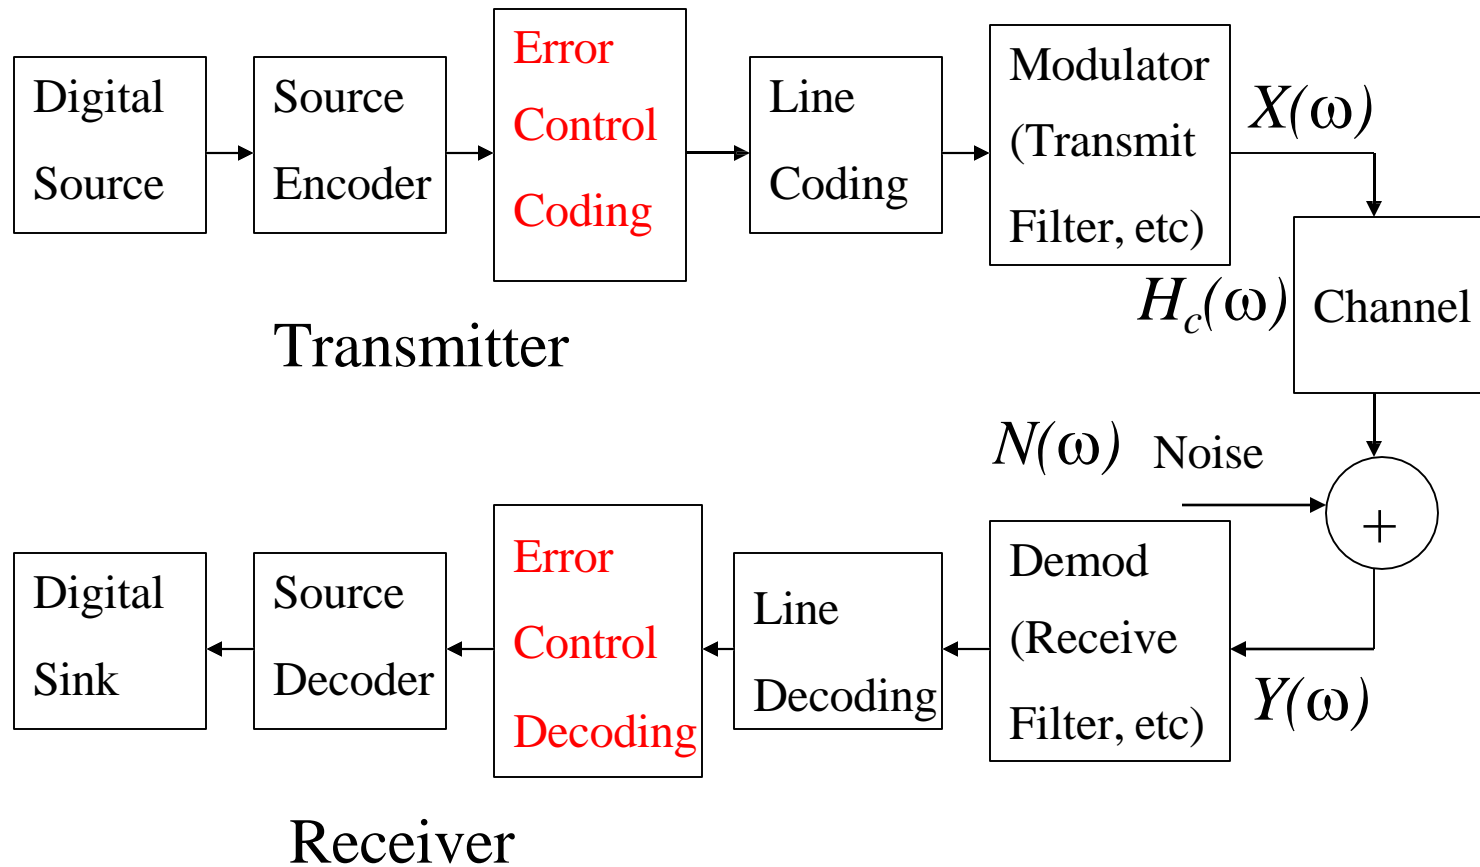 Digital
Source
Source
Encoder
Error
Control
Coding
Line
Coding
Modulator
(Transmit
Filter, etc)
X(ω)
Hc(ω)
Channel
Transmitter
N(ω)
Noise
+
Y(ω)
Demod
(Receive
Filter, etc)
Line
Decoding
Error
Control
Decoding
Source
Decoder
Digital
Sink
Receiver